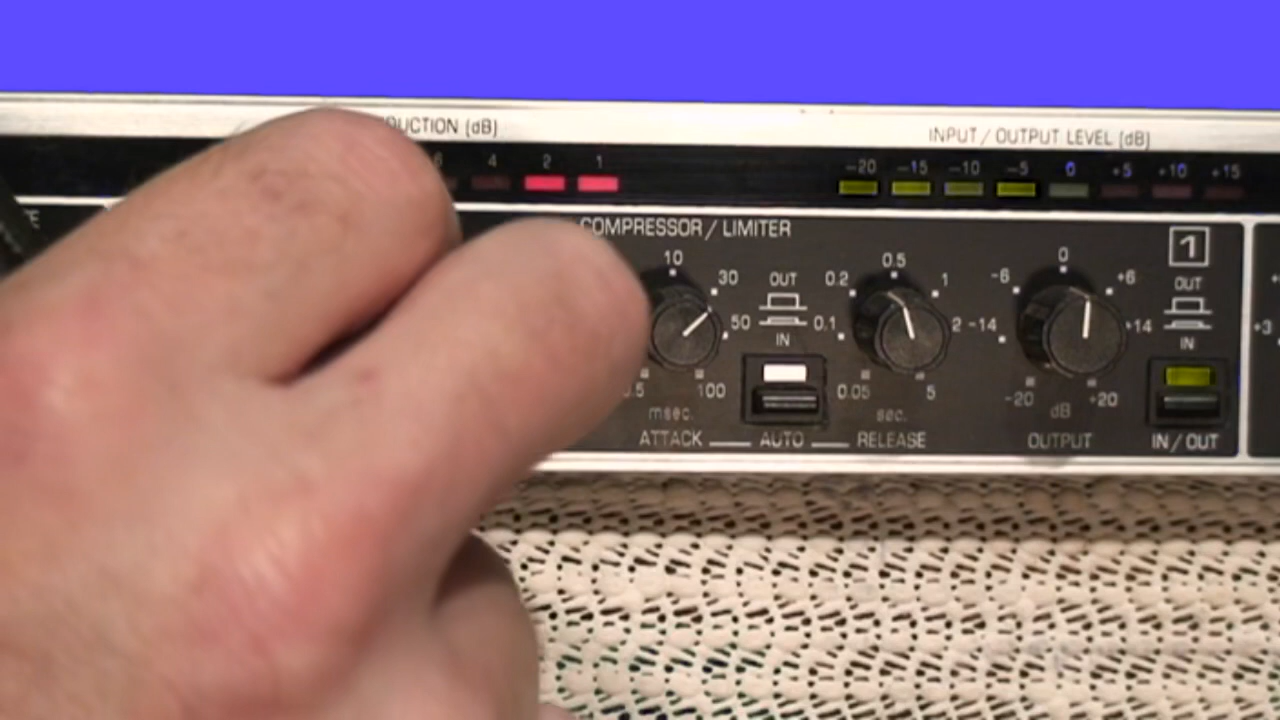 DUCTION (dB)
INPUT / OUTPUT LEVEL (dB)
6 4 2 1
-20 -15 -10 -5 0 +5 +10 +15
COMPRESSOR / LIMITER
1
10 30 50 100
msec.
ATTACK
OUT
IN
AUTO
0.05 0.1 0.2 0.5 1 2 5
sec.
RELEASE
-20 -14 -6 0 +6 +14 +20
dB
OUTPUT
OUT
IN
IN / OUT
+3